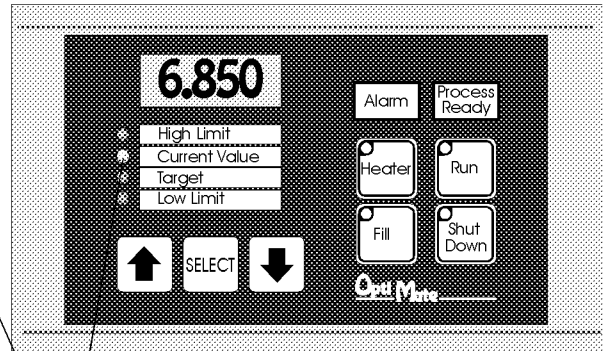 6.850
High Limit
Current Value
Target
Low Limit
SELECT
Alarm
Process
Ready
Heater
Run
Fill
Shut
Down
Opti Mate